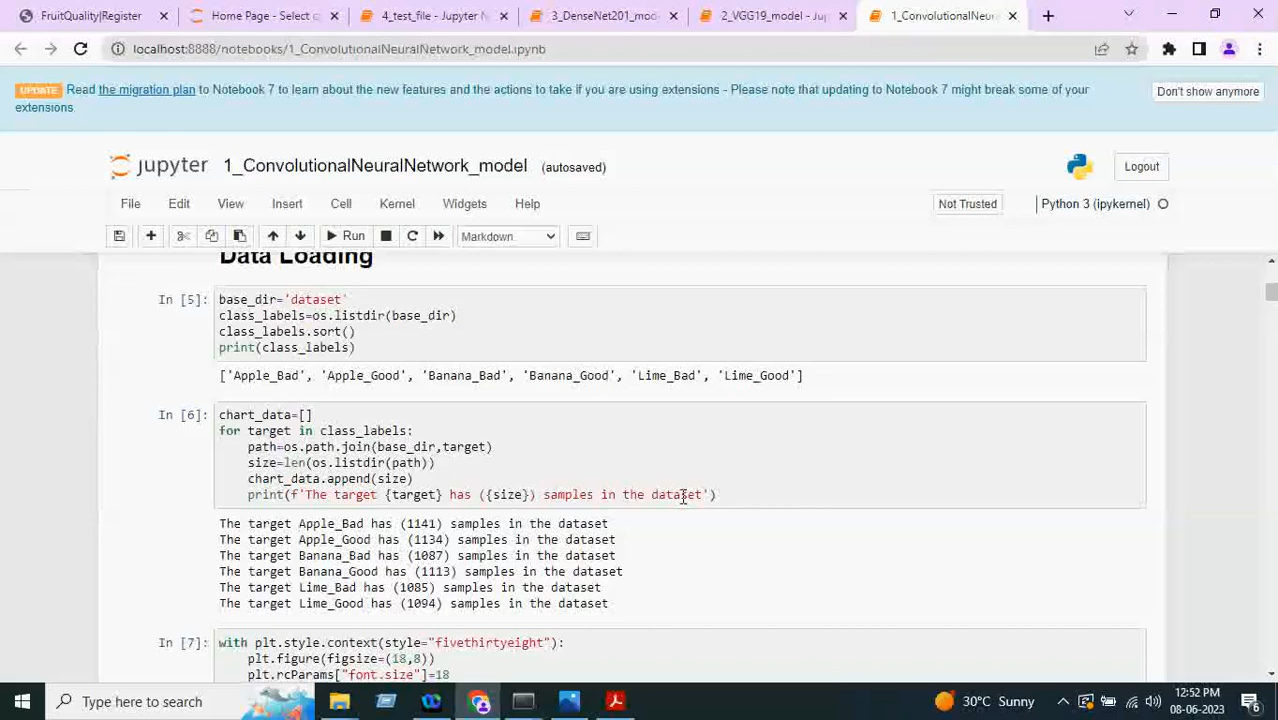 FruitQuality|Register
Home Page - Select c
4_test_file - Jupyter N
3_DenseNet201_mod
2_VGG19_model - Jup
1_ConvolutionalNeura
localhost:8888/notebooks/1_ConvolutionalNeuralNetwork_model.ipynb
UPDATE Read the migration plan to Notebook 7 to learn about the new features and the actions to take if you are using extensions - Please note that updating to Notebook 7 might break some of your
extensions
Don't show anymore
jupyter 1_ConvolutionalNeuralNetwork_model (autosaved)
Logout
File Edit View Insert Cell Kernel Widgets Help
Not Trusted
Python 3 (ipykernel)
Run
Markdown
Data Loading
In [5]: base_dir='dataset'
class_labels=os.listdir(base_dir)
class_labels.sort()
print(class_labels)
['Apple_Bad', 'Apple_Good', 'Banana_Bad', 'Banana_Good', 'Lime_Bad', 'Lime_Good']
In [6]: chart_data=[]
for target in class_labels:
path=os.path.join(base_dir,target)
size=len(os.listdir(path))
chart_data.append(size)
print(f'The target {target} has ({size}) samples in the dataset')
The target Apple_Bad has (1141) samples in the dataset
The target Apple_Good has (1134) samples in the dataset
The target Banana_Bad has (1087) samples in the dataset
The target Banana_Good has (1113) samples in the dataset
The target Lime_Bad has (1085) samples in the dataset
The target Lime_Good has (1094) samples in the dataset
In [7]: with plt.style.context(style="fivethirtyeight"):
plt.figure(figsize=(18,8))
plt.rcParams["font.size"]=18
Type here to search
30°C Sunny
12:52 PM
08-06-2023
6